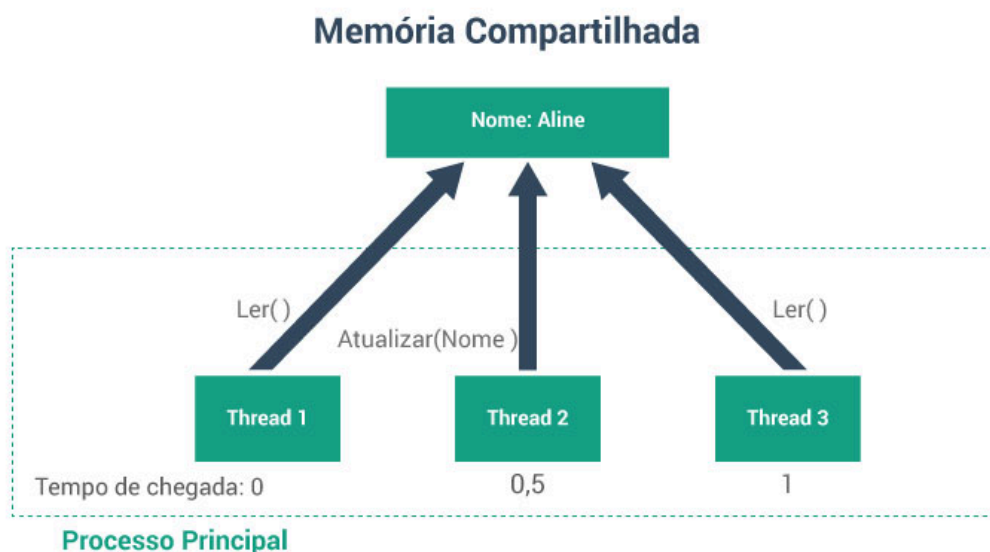 Memória Compartilhada
Nome: Aline
Ler( )
Ler( )
Atualizar(Nome )
Thread 1
Thread 2
Thread 3
Tempo de chegada: 0
0,5
1
Processo Principal